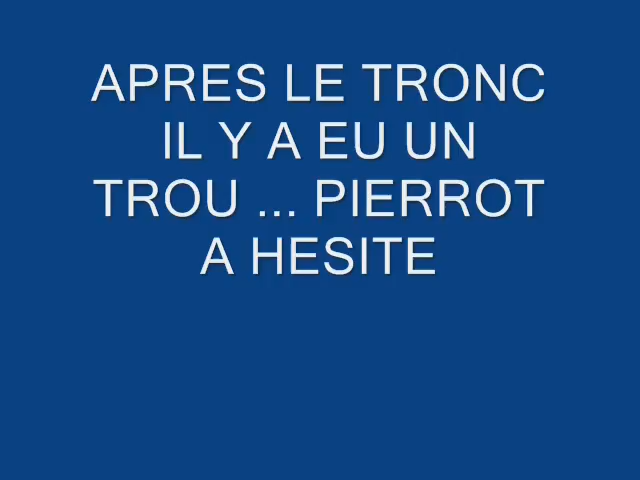 APRES LE TRONC
IL Y A EU UN
TROU ... PIERROT
A HESITE